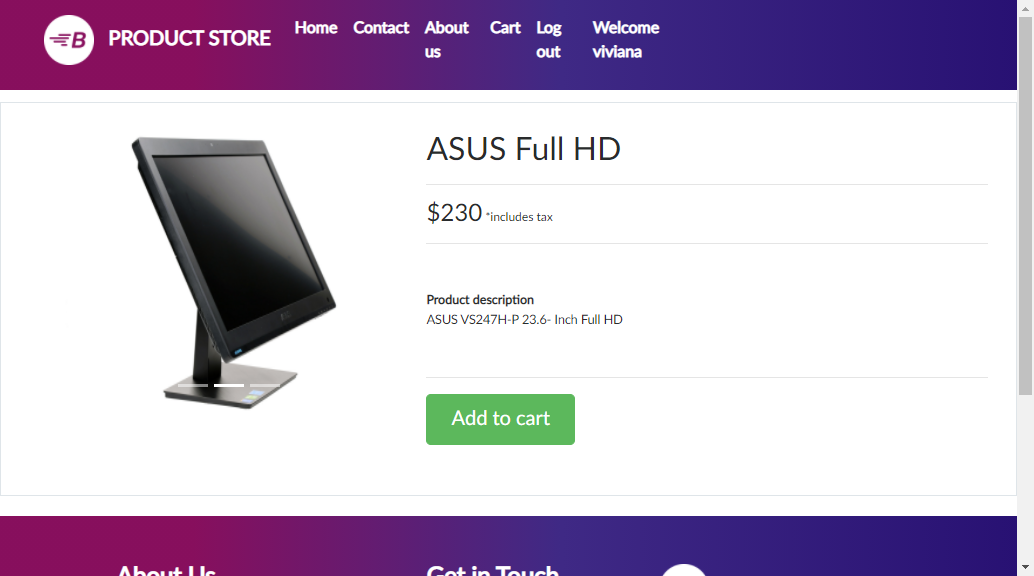 B PRODUCT STORE Home Contact About us Cart Log out Welcome viviana
ASUS Full HD
$230 *includes tax
Product description
ASUS VS247H-P 23.6- Inch Full HD
Add to cart
About Us
Get in Touch